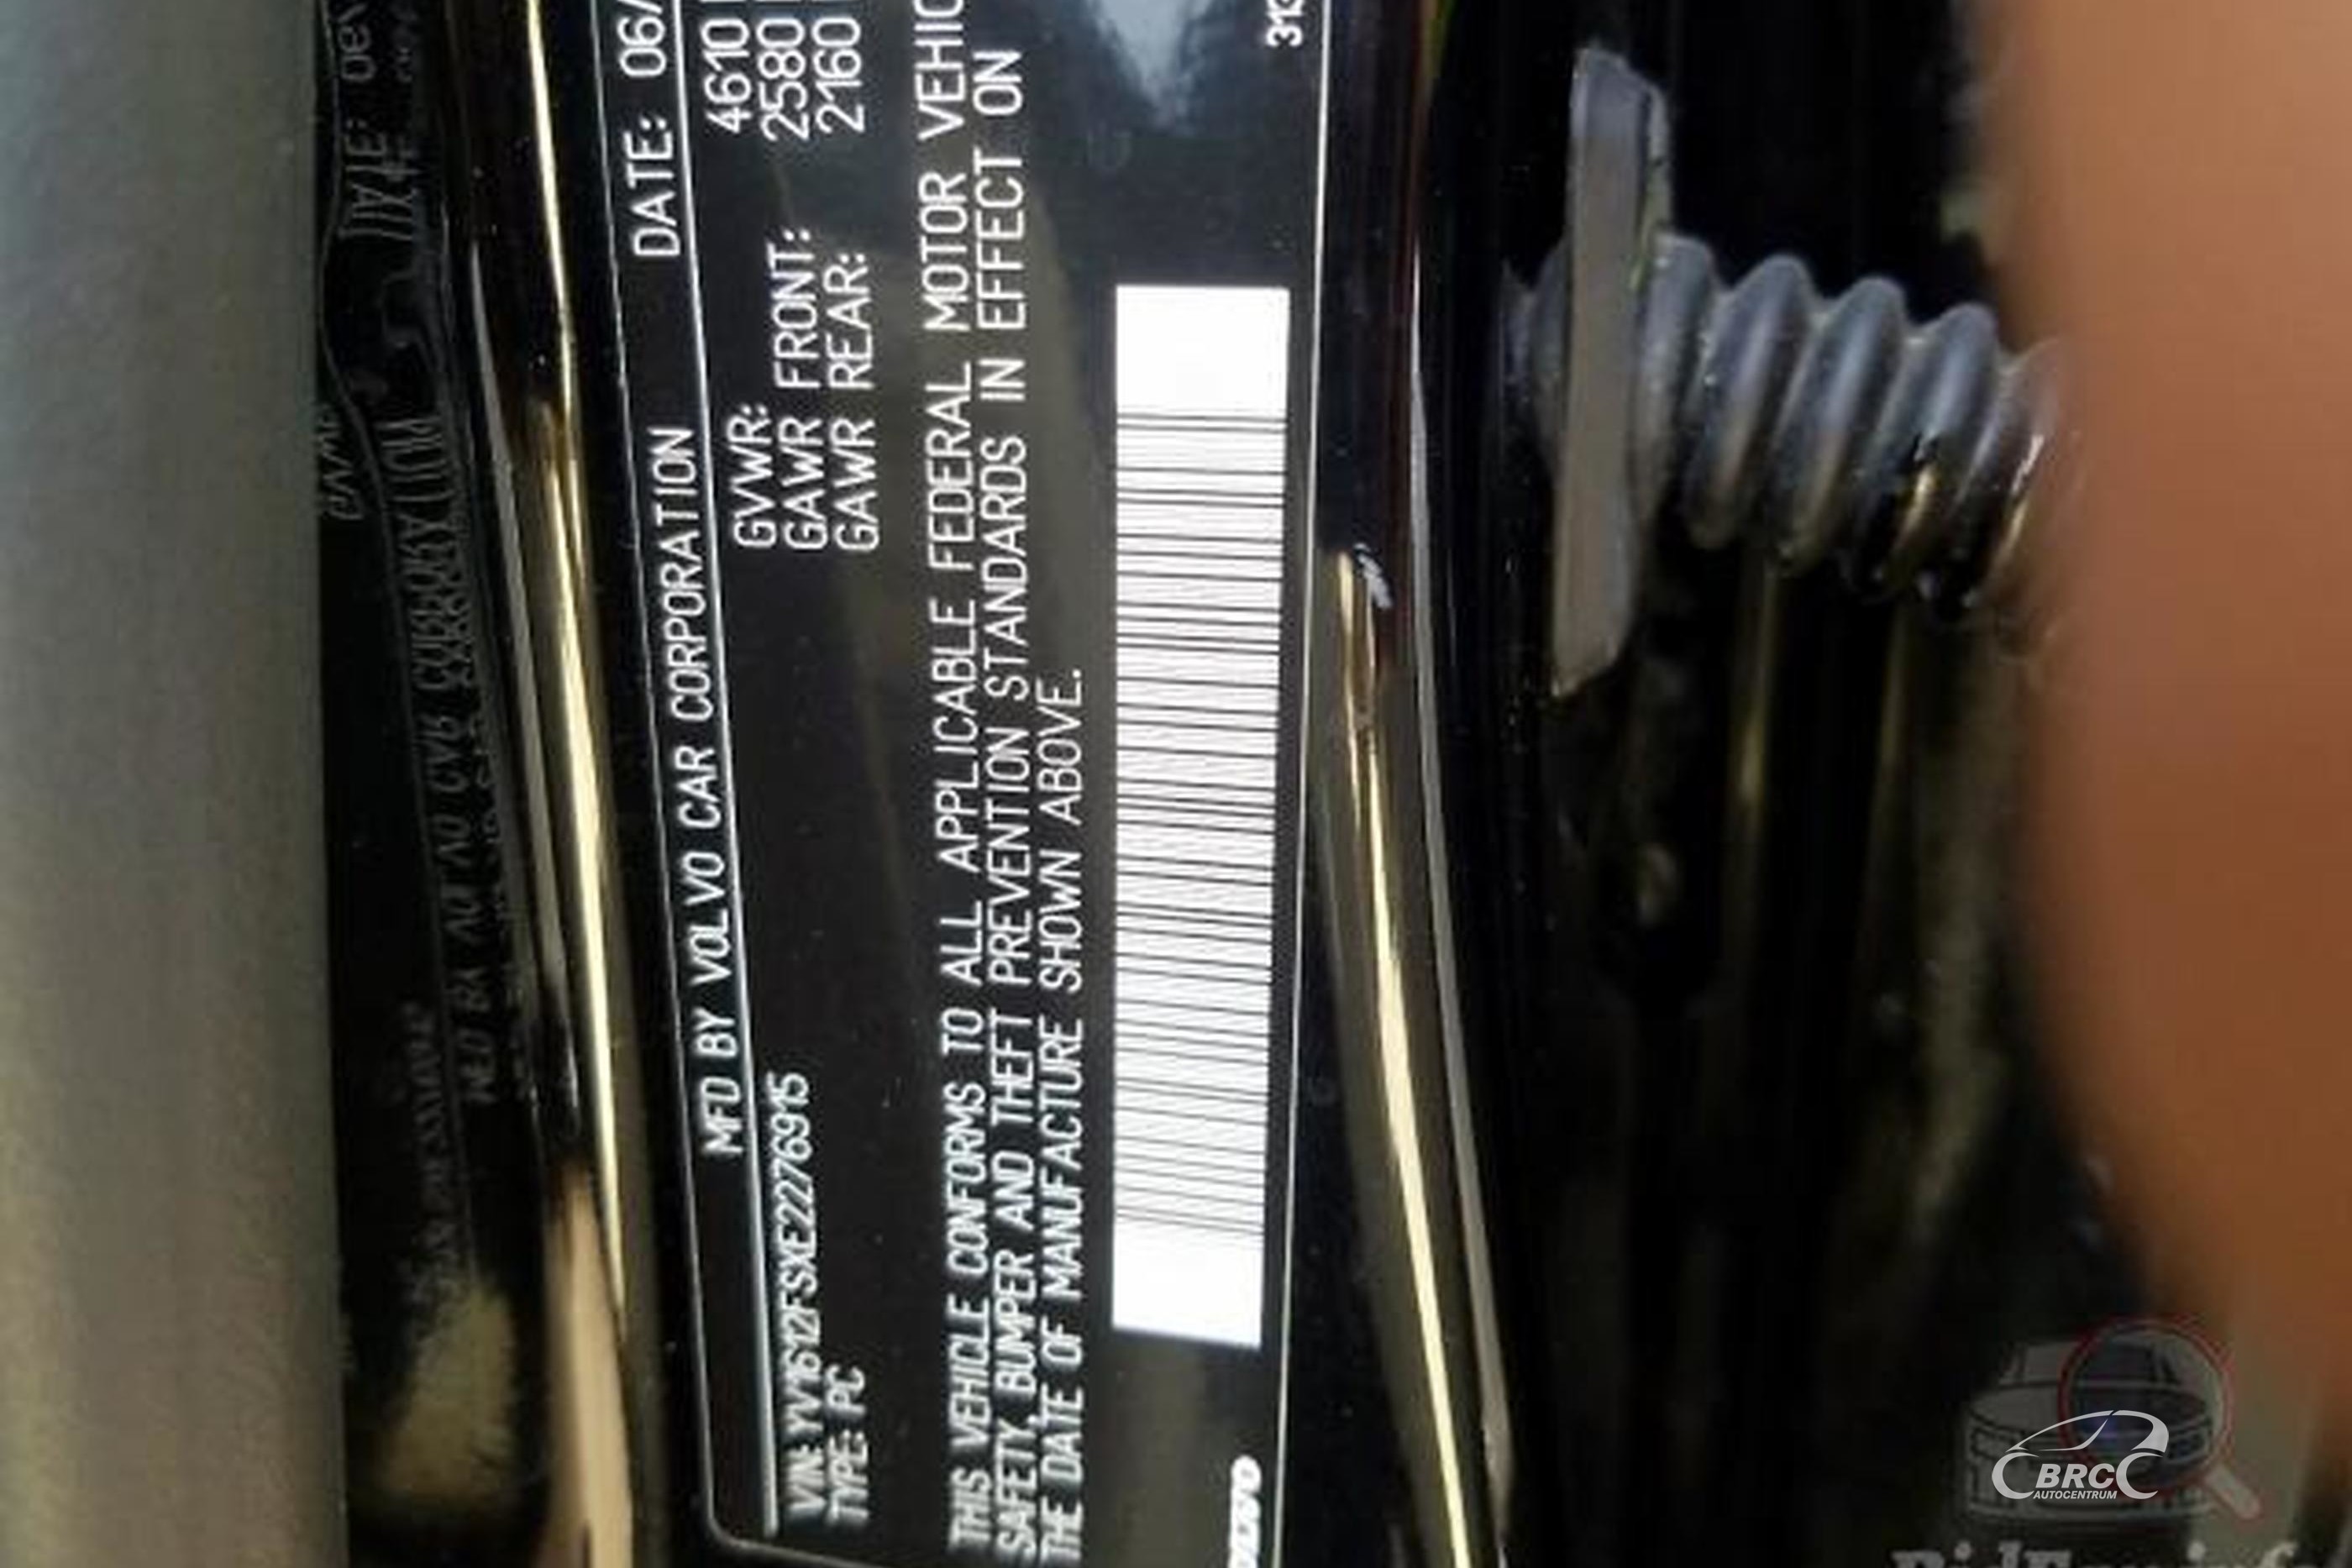 MFD BY VOLVO CAR CORPORATION DATE: 06/
VIN: YV1612FSXE2276915 GVWR: 4610
TYPE: PC GAWR FRONT: 2580
GAWR REAR: 2160
THIS VEHICLE CONFORMS TO ALL APPLICABLE FEDERAL MOTOR VEHIC
SAFETY, BUMPER AND THEFT PREVENTION STANDARDS IN EFFECT ON
THE DATE OF MANUFACTURE SHOWN ABOVE.
313
BRC
AUTOCENTRUM